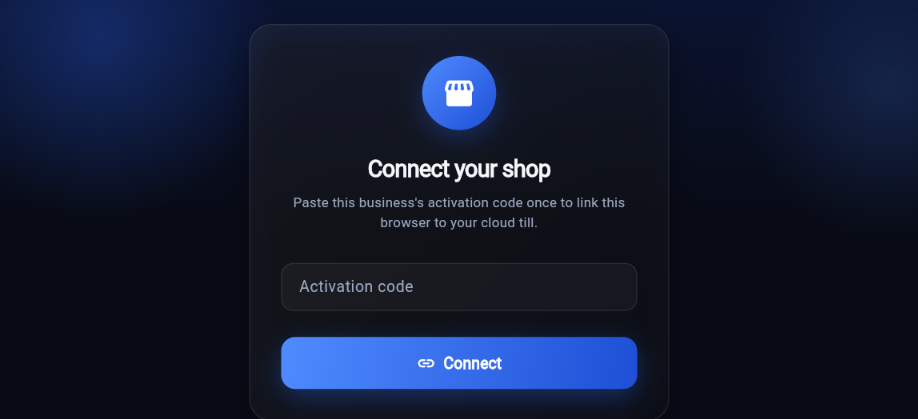 Connect your shop
Paste this business's activation code once to link this
browser to your cloud till.
Activation code
Connect